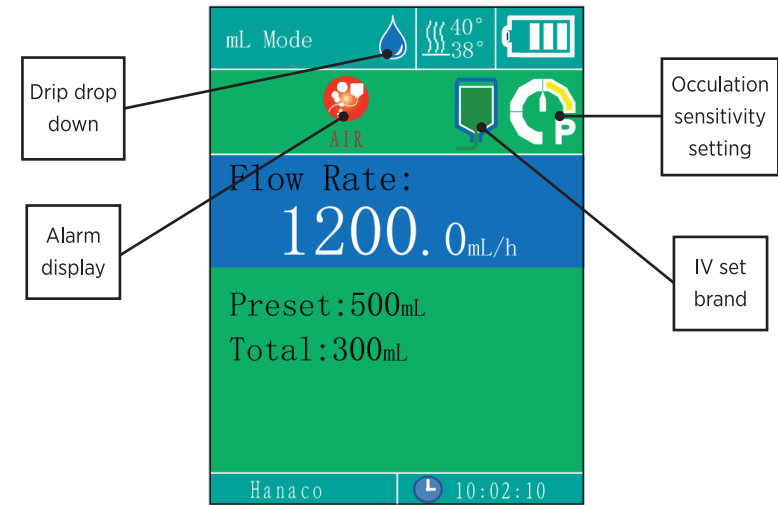 mL Mode
40°
38°
Drip drop
down
Occulation
sensitivity
setting
AIR
P
Flow Rate:
1200.0mL/h
Alarm
display
IV set
brand
Preset:500mL
Total:300mL
Hanaco
10:02:10